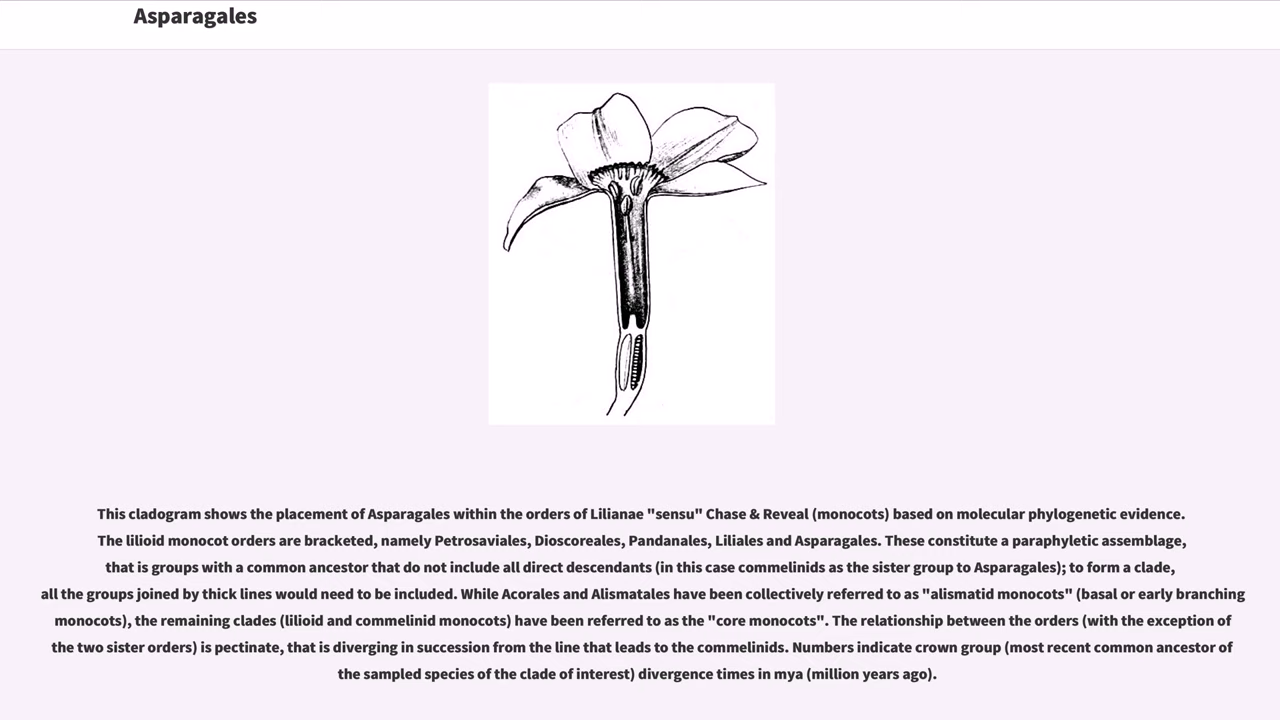 Asparagales
This cladogram shows the placement of Asparagales within the orders of Lilianae "sensu" Chase & Reveal (monocots) based on molecular phylogenetic evidence.
The lilioid monocot orders are bracketed, namely Petrosaviales, Dioscoreales, Pandanales, Liliales and Asparagales. These constitute a paraphyletic assemblage,
that is groups with a common ancestor that do not include all direct descendants (in this case commelinids as the sister group to Asparagales); to form a clade,
all the groups joined by thick lines would need to be included. While Acorales and Alismatales have been collectively referred to as "alismatid monocots" (basal or early branching
monocots), the remaining clades (lilioid and commelinid monocots) have been referred to as the "core monocots". The relationship between the orders (with the exception of
the two sister orders) is pectinate, that is diverging in succession from the line that leads to the commelinids. Numbers indicate crown group (most recent common ancestor of
the sampled species of the clade of interest) divergence times in mya (million years ago).